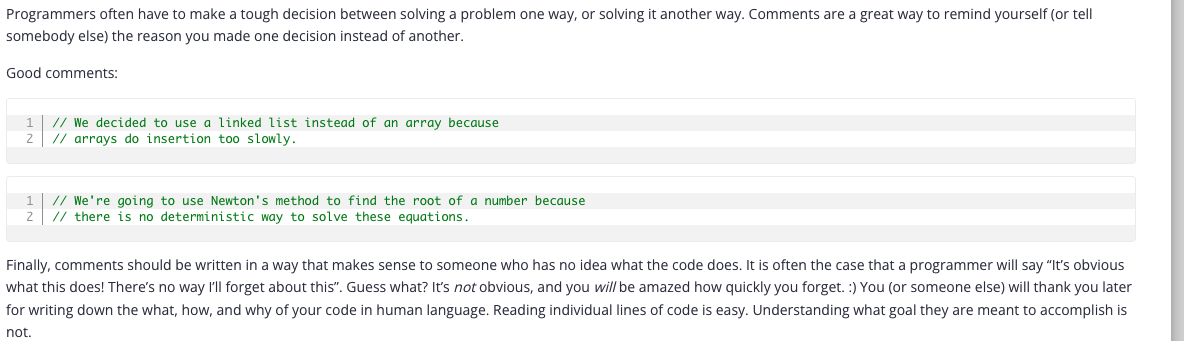 Programmers often have to make a tough decision between solving a problem one way, or solving it another way. Comments are a great way to remind yourself (or tell
somebody else) the reason you made one decision instead of another.
Good comments:
1 // We decided to use a linked list instead of an array because
2 // arrays do insertion too slowly.
1 // We're going to use Newton's method to find the root of a number because
2 // there is no deterministic way to solve these equations.
Finally, comments should be written in a way that makes sense to someone who has no idea what the code does. It is often the case that a programmer will say “It’s obvious
what this does! There’s no way I’ll forget about this”. Guess what? It’s not obvious, and you will be amazed how quickly you forget. :) You (or someone else) will thank you later
for writing down the what, how, and why of your code in human language. Reading individual lines of code is easy. Understanding what goal they are meant to accomplish is
not.